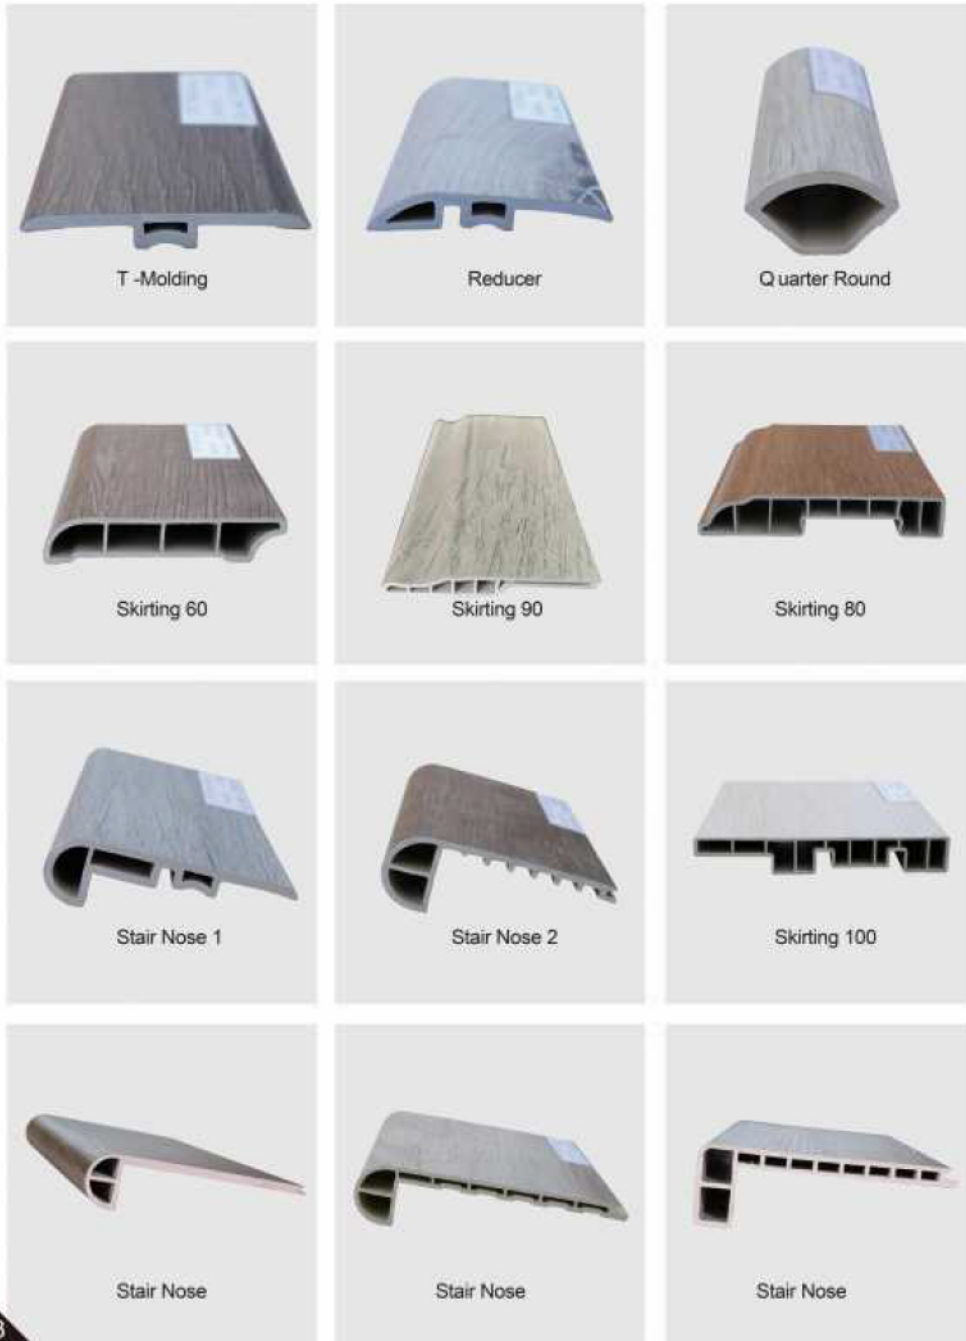 T -Molding
Reducer
Quarter Round
Skirting 60
Skirting 90
Skirting 80
Stair Nose 1
Stair Nose 2
Skirting 100
Stair Nose
Stair Nose
Stair Nose